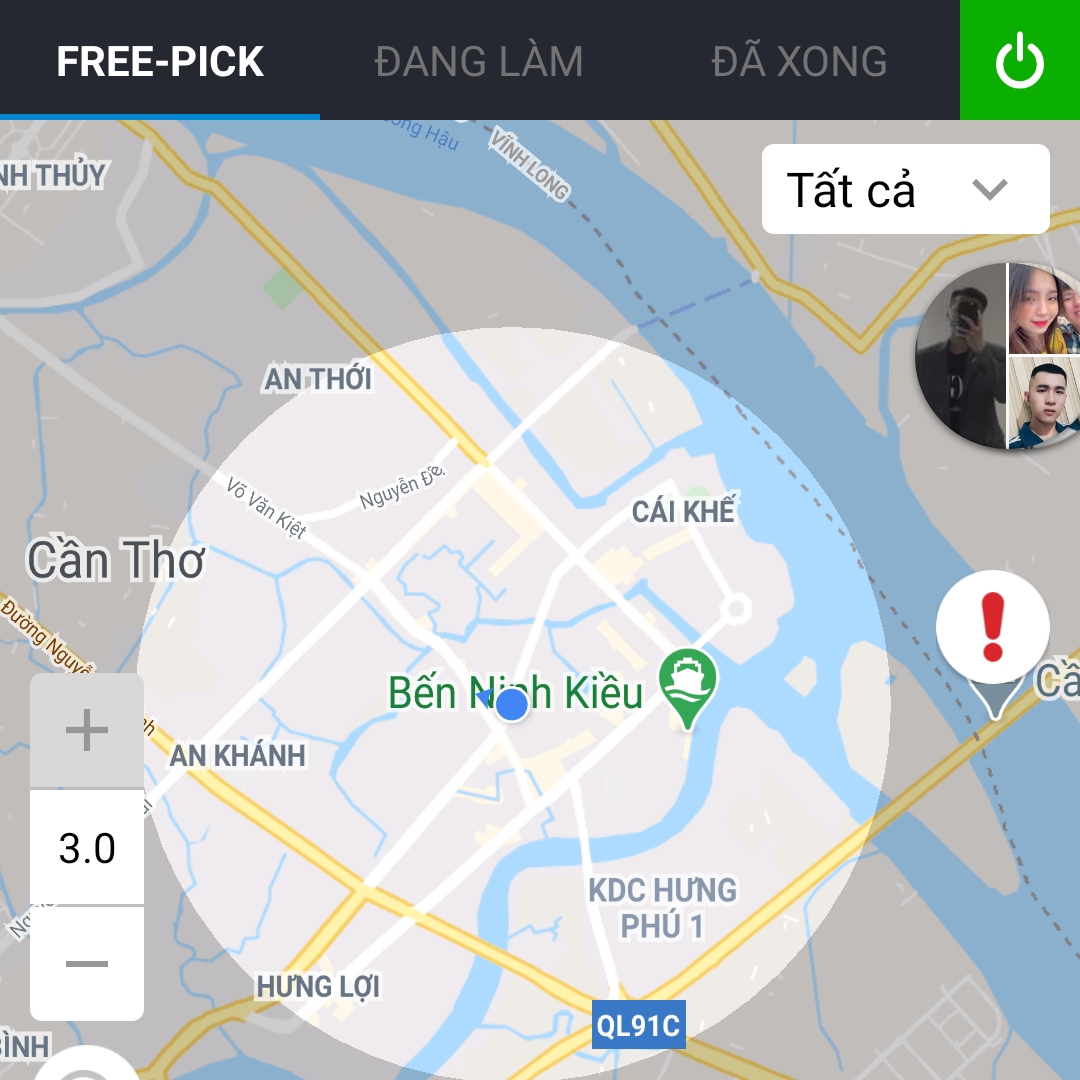 FREE-PICK
ĐANG LÀM
ĐÃ XONG
ông Hậu
VĨNH LONG
NH THỦY
Tất cả
AN THỚI
Võ Văn Kiệt
Nguyễn Đệ.
CÁI KHẾ
Cần Thơ
Đường Nguyễ
Bến Ninh Kiều
Cầ
AN KHÁNH
3.0
KDC HƯNG
PHÚ 1
HƯNG LỢI
QL91C
BÌNH